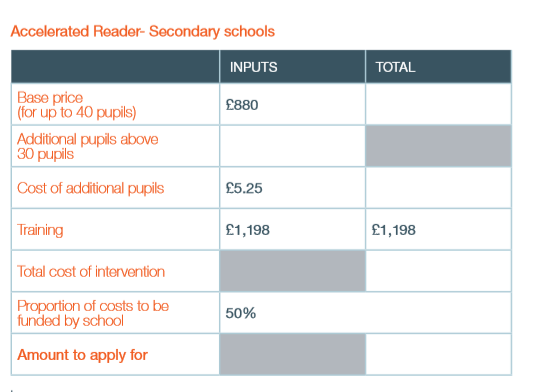 Accelerated Reader- Secondary schools
INPUTS TOTAL
Base price
(for up to 40 pupils) £880
Additional pupils above
30 pupils
Cost of additional pupils £5.25
Training £1,198 £1,198
Total cost of intervention
Proportion of costs to be
funded by school 50%
Amount to apply for